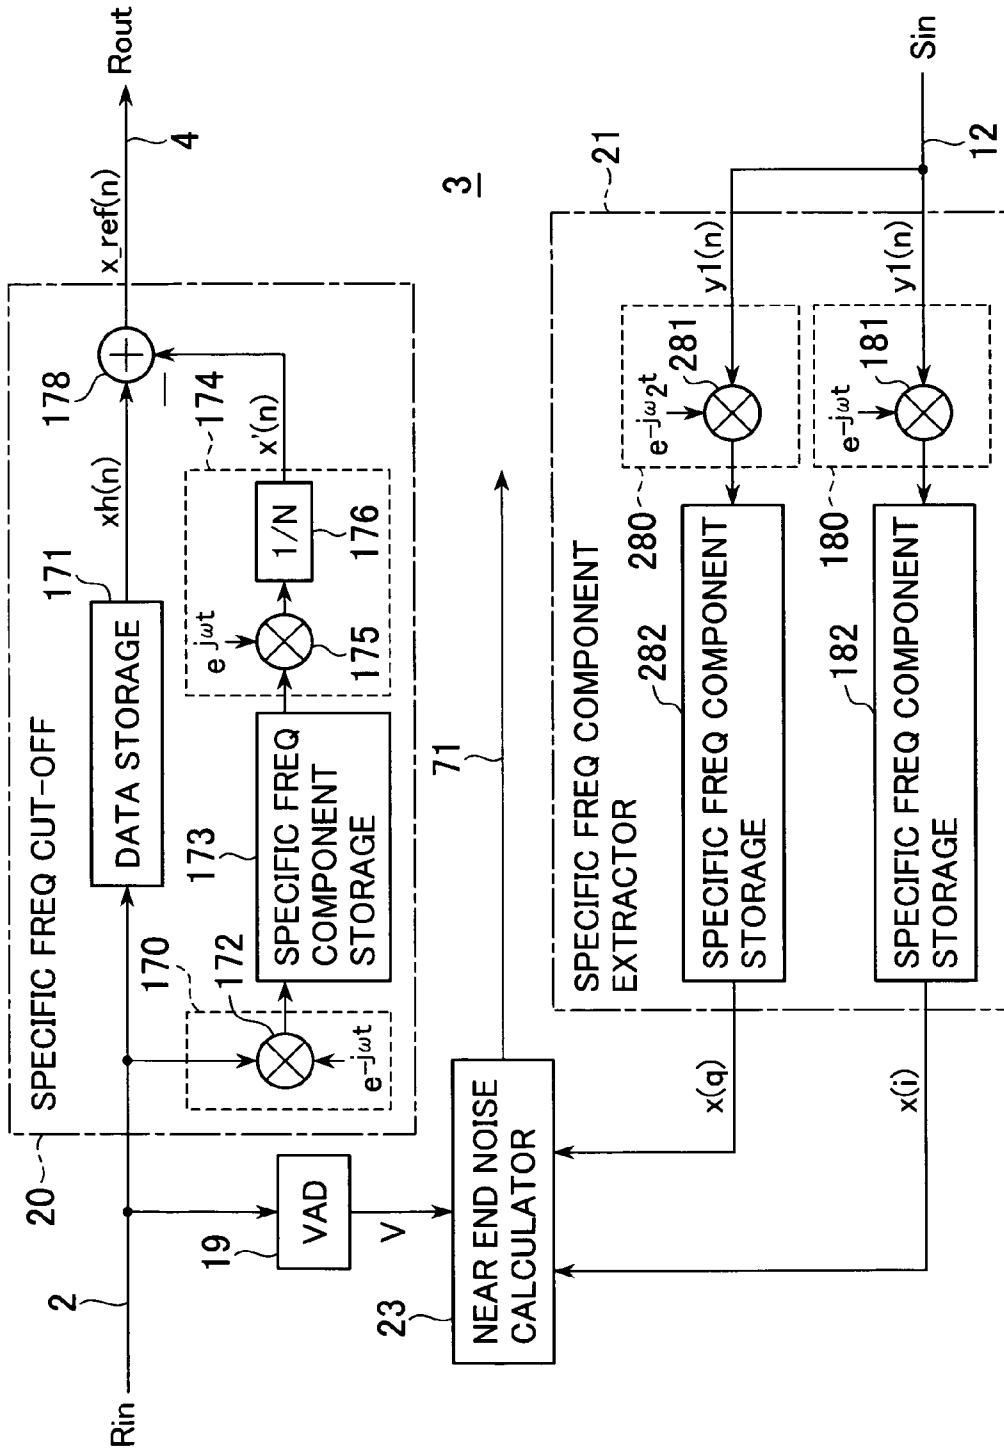 SPECIFIC FREQ CUT-OFF
20
Rin
2
171
DATA STORAGE
xh(n)
178
+
−
x_ref(n)
4
Rout
170
172
e-jωt
173
SPECIFIC FREQ
COMPONENT
STORAGE
ejωt
175
1/N
176
174
x'(n)
19
VAD
V
23
NEAR END NOISE
CALCULATOR
71
3
SPECIFIC FREQ COMPONENT
EXTRACTOR
21
x(q)
282
SPECIFIC FREQ COMPONENT
STORAGE
280
e-jω2t
281
y1(n)
x(i)
182
SPECIFIC FREQ COMPONENT
STORAGE
180
e-jωt
181
y1(n)
12
Sin